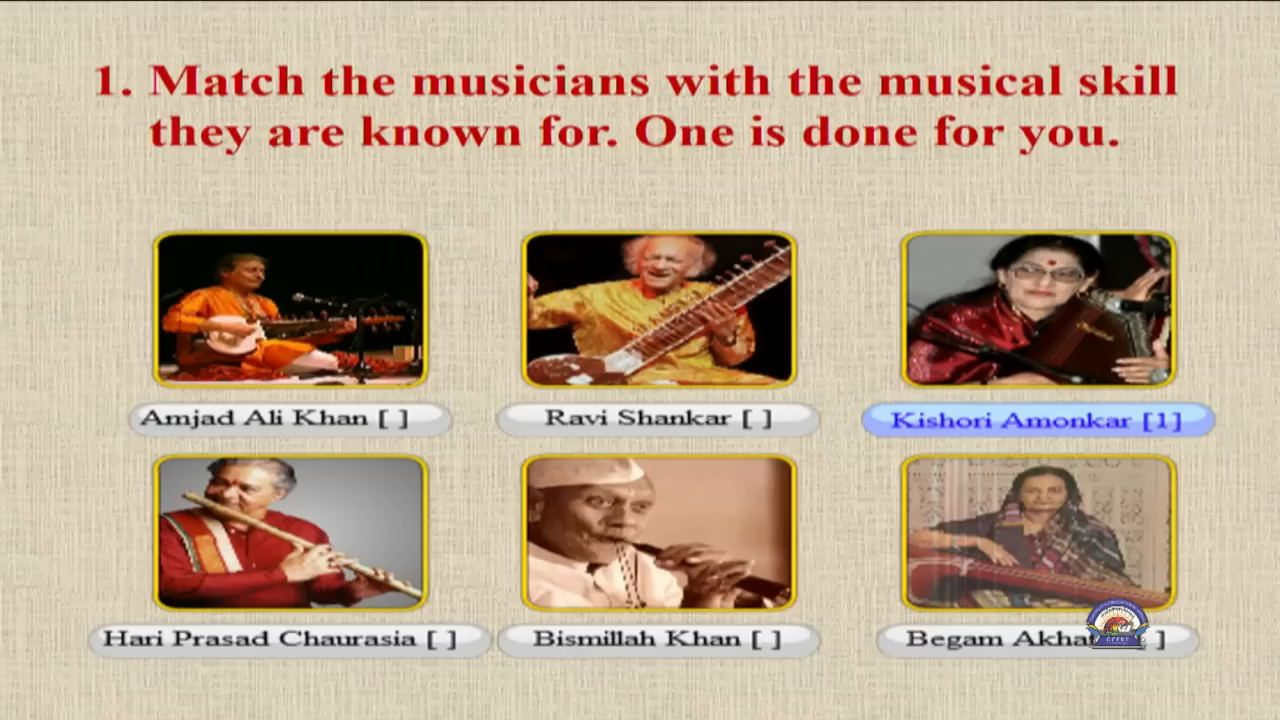 1. Match the musicians with the musical skill
they are known for. One is done for you.
Amjad Ali Khan [ ]
Ravi Shankar [ ]
Kishori Amonkar [1]
Hari Prasad Chaurasia [ ]
Bismillah Khan [ ]
Begam ]